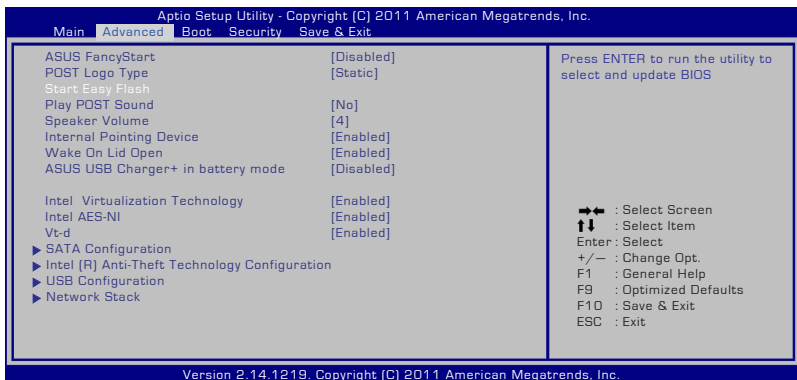 Aptio Setup Utility - Copyright (C) 2011 American Megatrends, Inc.
Main Advanced Boot Security Save & Exit
ASUS FancyStart [Disabled]
POST Logo Type [Static]
Start Easy Flash
Play POST Sound [No]
Speaker Volume [4]
Internal Pointing Device [Enabled]
Wake On Lid Open [Enabled]
ASUS USB Charger+ in battery mode [Disabled]
Intel Virtualization Technology [Enabled]
Intel AES-NI [Enabled]
Vt-d [Enabled]
SATA Configuration
Intel (R) Anti-Theft Technology Configuration
USB Configuration
Network Stack
Press ENTER to run the utility to
select and update BIOS
→← : Select Screen
↑↓ : Select Item
Enter : Select
+/— : Change Opt.
F1 : General Help
F9 : Optimized Defaults
F10 : Save & Exit
ESC : Exit
Version 2.14.1219. Copyright (C) 2011 American Megatrends, Inc.